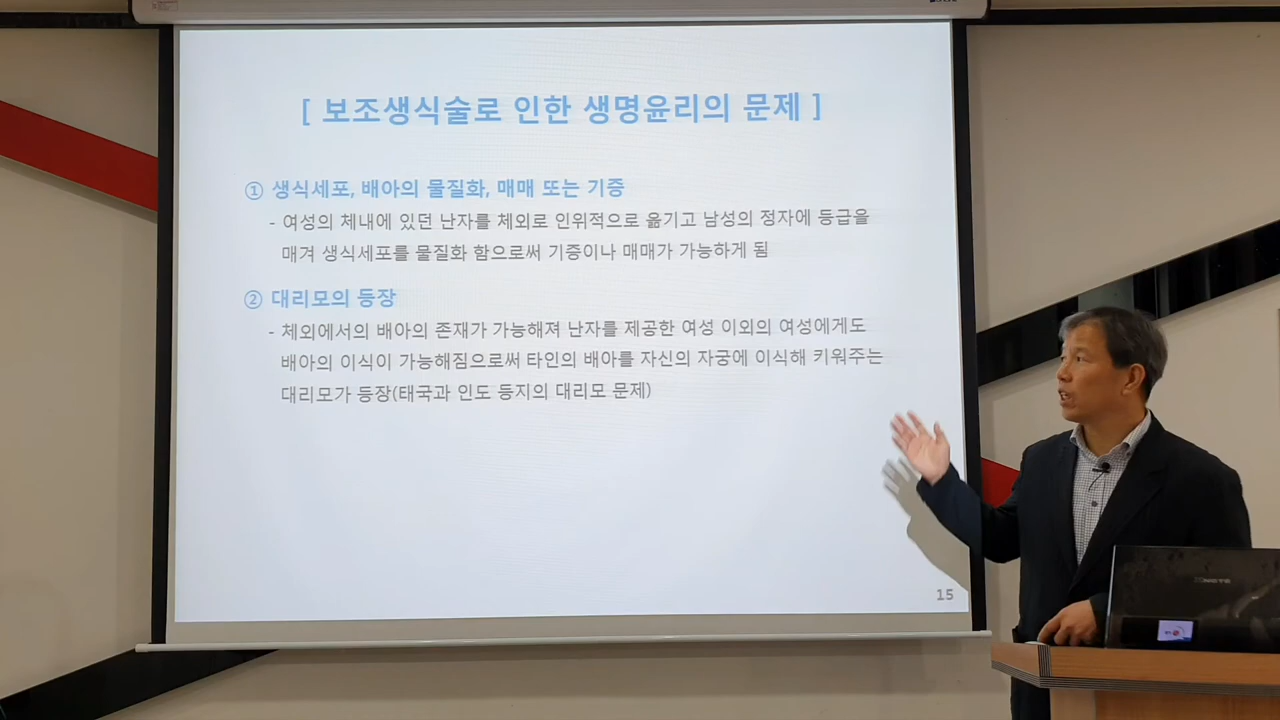 [ 보조생식술로 인한 생명윤리의 문제 ]
① 생식세포, 배아의 물질화, 매매 또는 기증
- 여성의 체내에 있던 난자를 체외로 인위적으로 옮기고 남성의 정자에 등급을
매겨 생식세포를 물질화 함으로써 기증이나 매매가 가능하게 됨
② 대리모의 등장
- 체외에서의 배아의 존재가 가능해져 난자를 제공한 여성 이외의 여성에게도
배아의 이식이 가능해짐으로써 타인의 배아를 자신의 자궁에 이식해 키워주는
대리모가 등장(태국과 인도 등지의 대리모 문제)
15